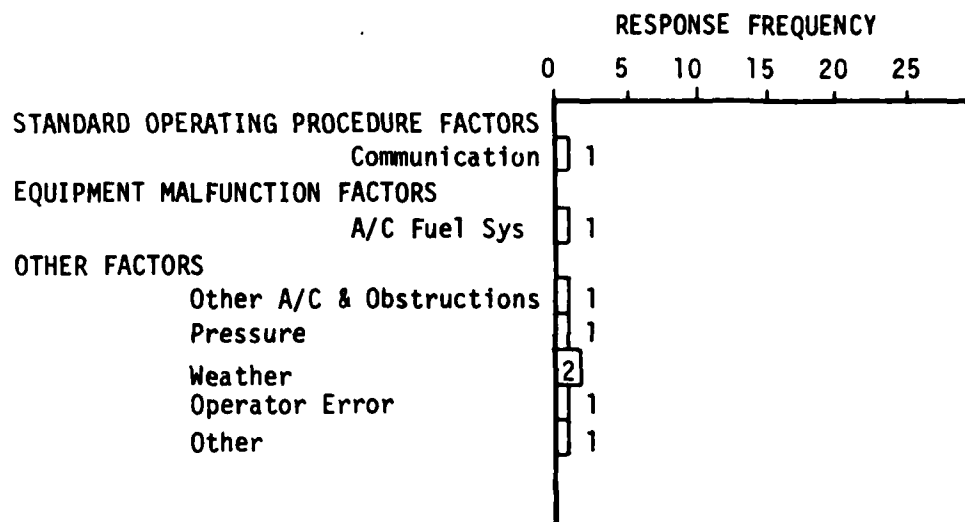 RESPONSE FREQUENCY
0 5 10 15 20 25
STANDARD OPERATING PROCEDURE FACTORS
Communication 1
EQUIPMENT MALFUNCTION FACTORS
A/C Fuel Sys 1
OTHER FACTORS
Other A/C & Obstructions 1
Pressure 1
Weather 2
Operator Error 1
Other 1